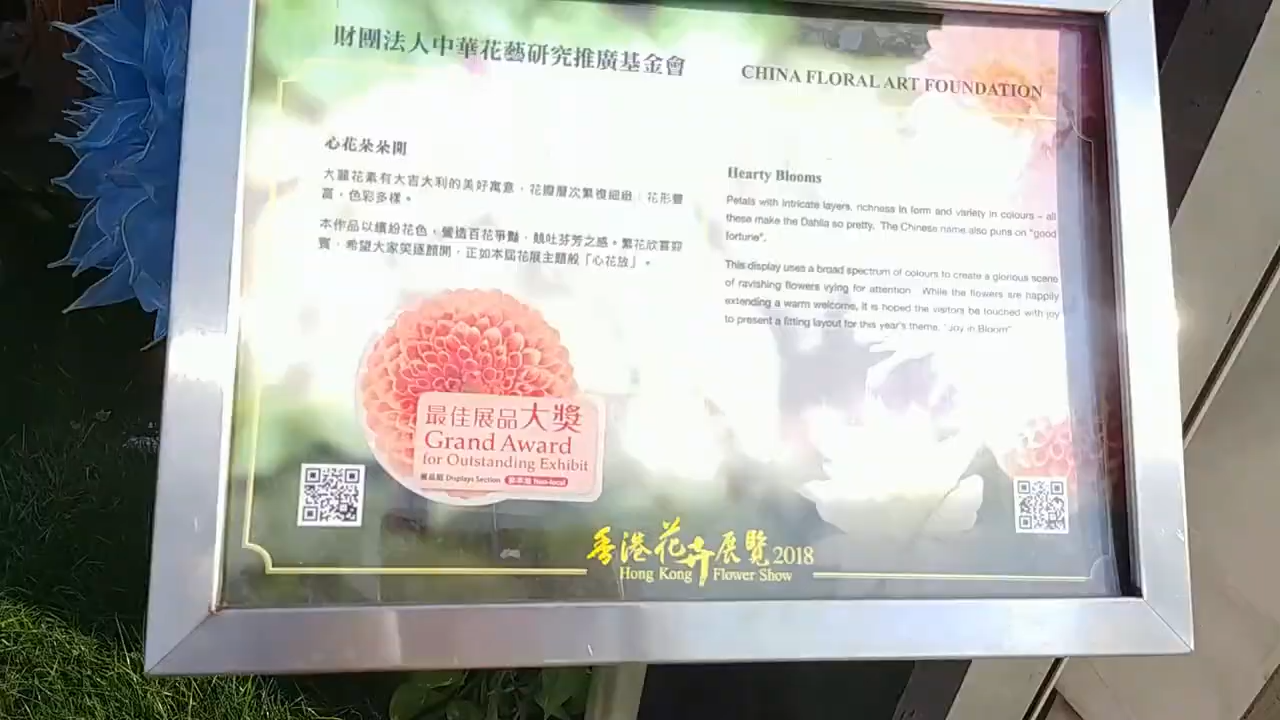 財團法人中華花藝研究推廣基金會
CHINA FLORAL ART FOUNDATION
心花朵朵開
大麗花素有大吉大利的美好寓意，花瓣層次繁複細緻；花形豐
富，色彩多樣。
本作品以繽紛花色，營造百花爭豔，競吐芬芳之感。繁花欣喜迎
賓，希望大家笑逐顏開，正如本屆花展主題般「心花放」。
Hearty Blooms
Petals with intricate layers, richness in form and variety in colours – all
these make the Dahlia so pretty. The Chinese name also puns on "good
fortune".
This display uses a broad spectrum of colours to create a glorious scene
of ravishing flowers vying for attention. While the flowers are happily
extending a warm welcome, it is hoped the visitors be touched with joy
to present a fitting layout for this year's theme, "Joy in Bloom".
最佳展品大獎
Grand Award
for Outstanding Exhibit
展品組 Displays Section
Non-local
香港花卉展覽2018
Hong Kong Flower Show